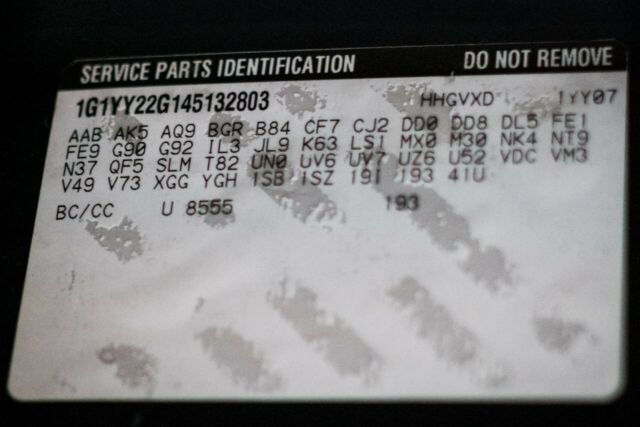 SERVICE PARTS IDENTIFICATION DO NOT REMOVE
1G1YY22G145132803 HHGVXD 1YY07
AAB AK5 AQ9 BGR B84 CF7 CJ2 DD0 DD8 DL5 FE1
FE9 G90 G92 IL3 JL9 K63 LS1 MX0 M30 NK4 NT9
N37 QF5 SLM T82 UN0 UV6 UV7 UZ6 U52 VDC VM3
V49 V73 XGG YGH 1SB 1SZ 19I 193 41U
BC/CC U 8555 193